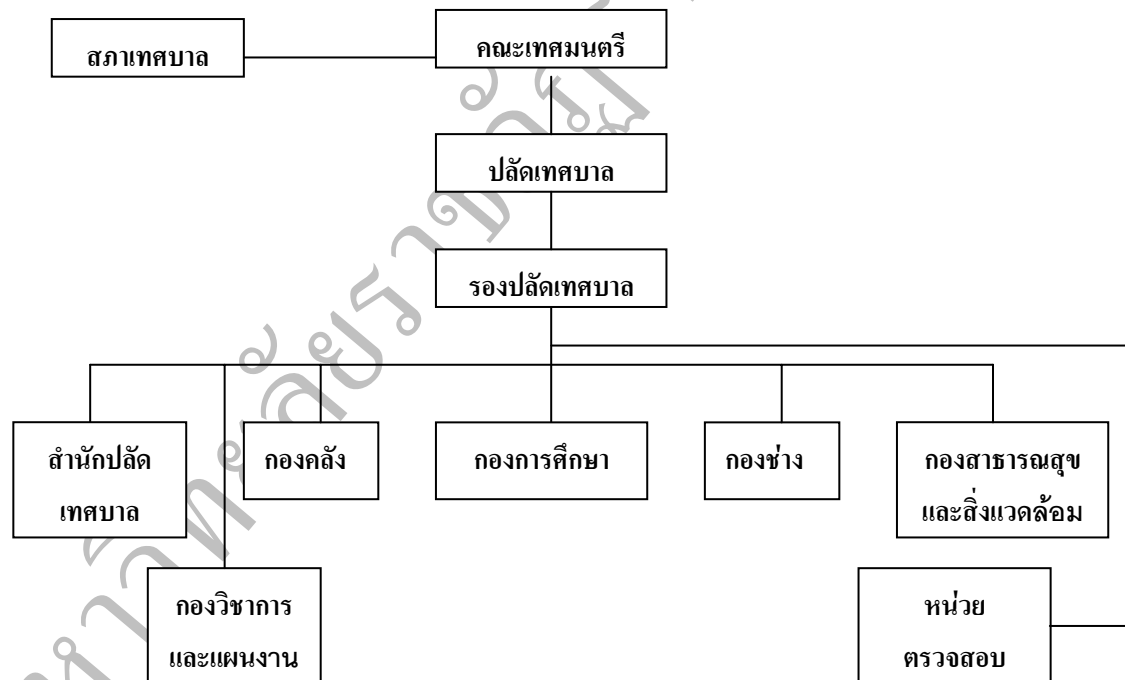 สภาเทศบาล
คณะเทศมนตรี
ปลัดเทศบาล
รองปลัดเทศบาล
สำนักปลัด
เทศบาล
กองคลัง
กองการศึกษา
กองช่าง
กองสาธารณสุข
และสิ่งแวดล้อม
กองวิชาการ
และแผนงาน
หน่วย
ตรวจสอบ